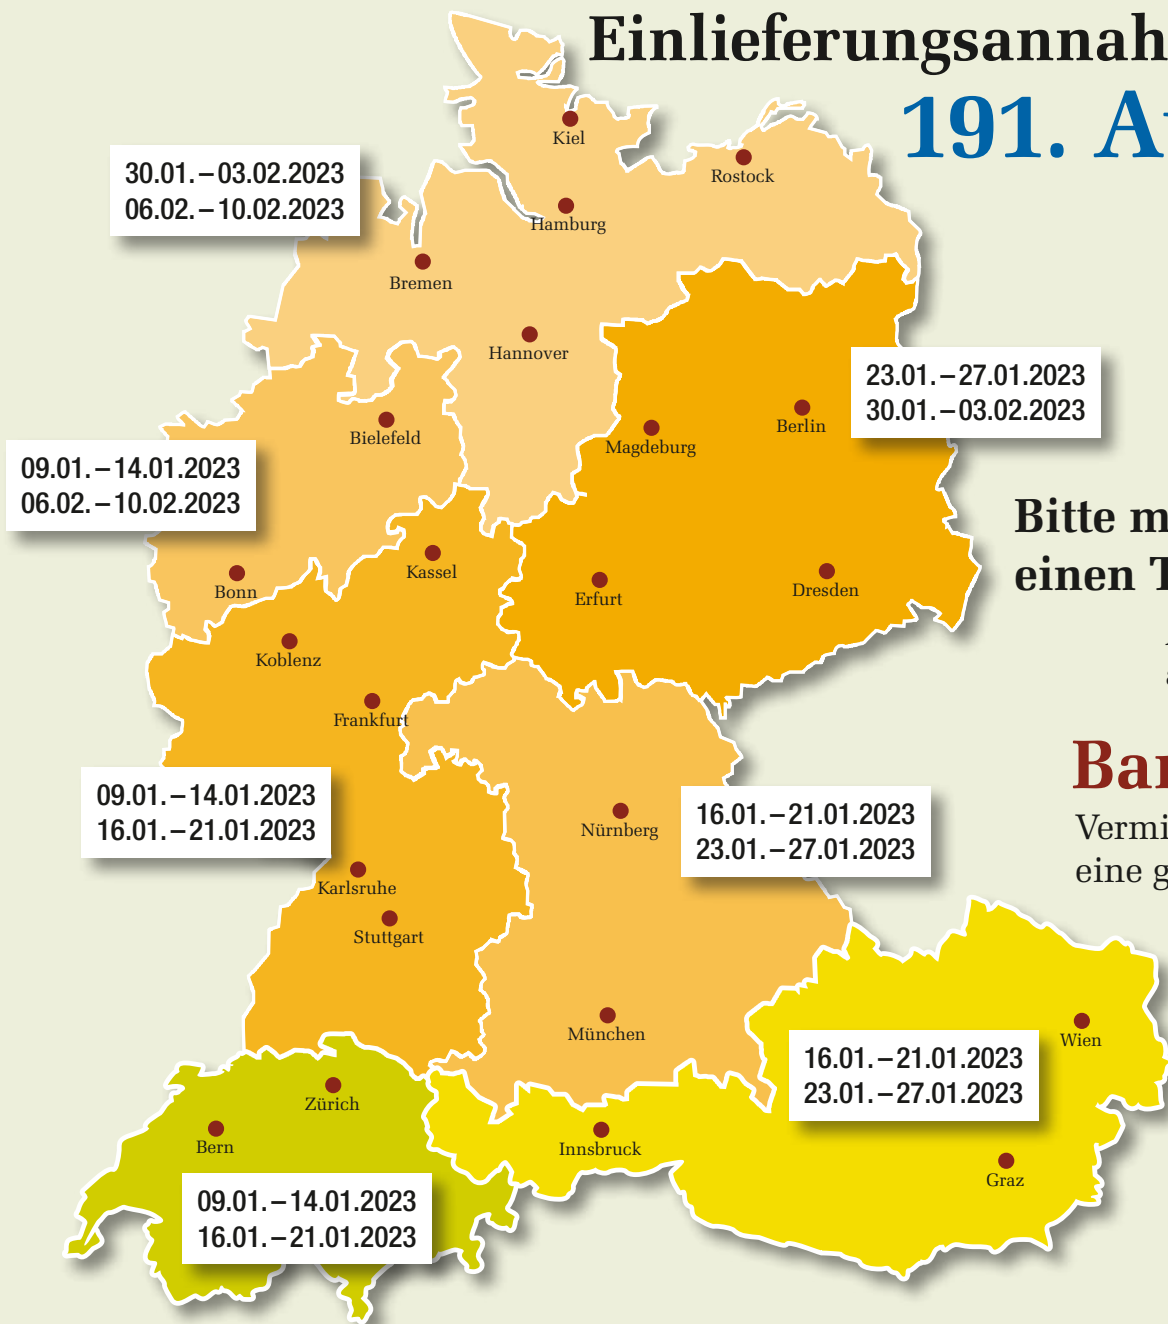 Einlieferungsannah
191. A
Kiel
Rostock
30.01. – 03.02.2023
06.02. – 10.02.2023
Hamburg
Bremen
Hannover
23.01. – 27.01.2023
30.01. – 03.02.2023
Bielefeld
Magdeburg
Berlin
09.01. – 14.01.2023
06.02. – 10.02.2023
Bitte m
einen T
Kassel
Bonn
Erfurt
Dresden
Koblenz
Frankfurt
Bar
09.01. – 14.01.2023
16.01. – 21.01.2023
Nürnberg
16.01. – 21.01.2023
23.01. – 27.01.2023
Vermi
eine g
Karlsruhe
Stuttgart
München
Wien
16.01. – 21.01.2023
23.01. – 27.01.2023
Zürich
Bern
Innsbruck
Graz
09.01. – 14.01.2023
16.01. – 21.01.2023